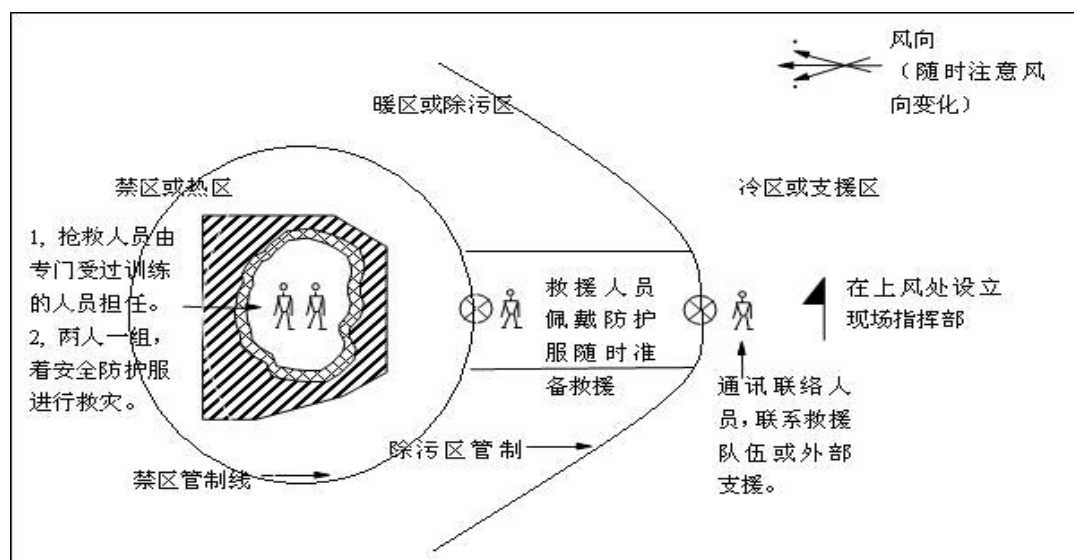 风向
（随时注意风
向变化）
暖区或除污区
禁区或热区
冷区或支援区
1, 抢救人员由
专门受过训练
的人员担任。
2, 两人一组，
着安全防护服
进行救灾。
救援人员
佩戴防护
服随时准
备救援
在上风处设立
现场指挥部
通讯联络人
员，联系救援
队伍或外部
支援。
除污区管制
禁区管制线